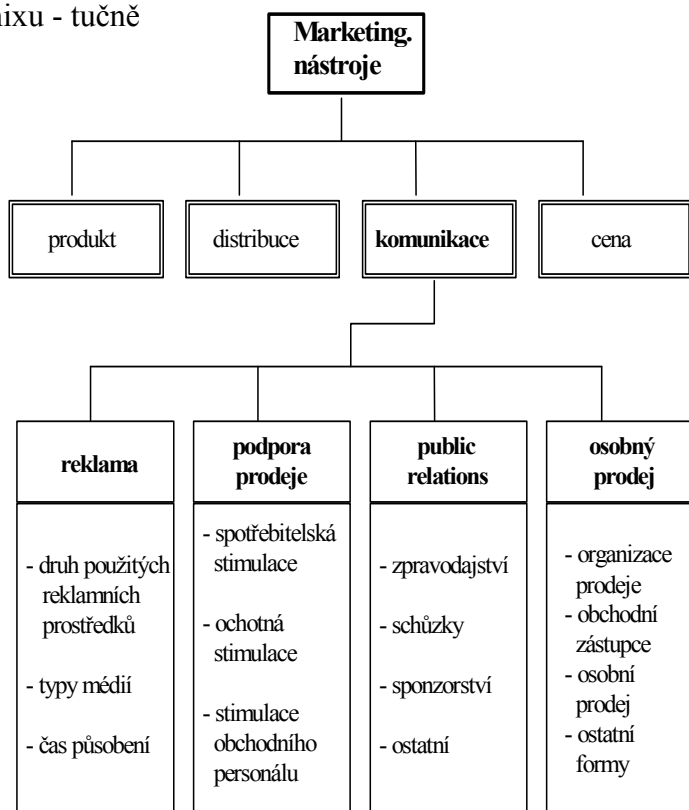 nixu - tučně
Marketing.
nástroje
produkt
distribuce
komunikace
cena
reklama
podpora
prodeje
public
relations
osobný
prodej
- druh použitých
reklamních
prostředků
- typy médií
- čas působení
- spotřebitelská
stimulace
- ochotná
stimulace
- stimulace
obchodního
personálu
- zpravodajství
- schůzky
- sponzorství
- ostatní
- organizace
prodeje
- obchodní
zástupce
- osobní
prodej
- ostatní
formy